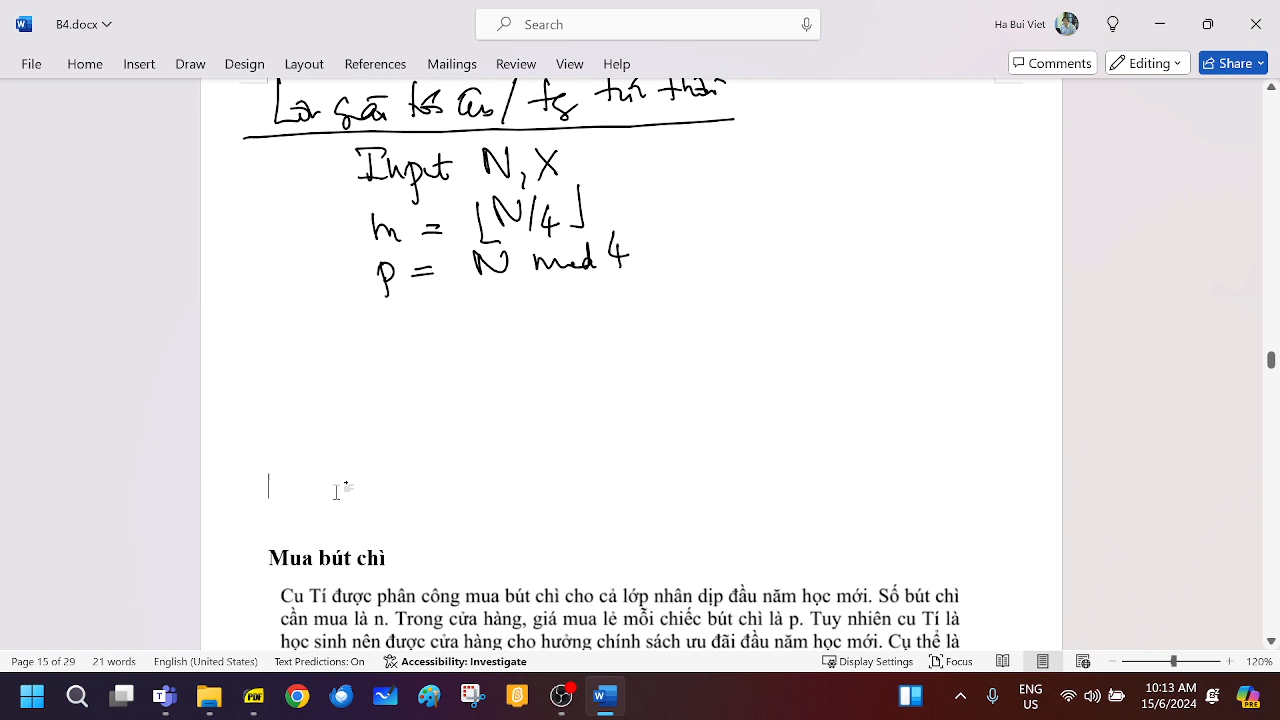 B4.docx
Search
Ha Bui Viet
File Home Insert Draw Design Layout References Mailings Review View Help
Comments Editing Share
Input N, X
m = ⌊N/4⌋
p = N mod 4
Mua bút chì
Cu Tí được phân công mua bút chì cho cả lớp nhân dịp đầu năm học mới. Số bút chì
cần mua là n. Trong cửa hàng, giá mua lẻ mỗi chiếc bút chì là p. Tuy nhiên cu Tí là
học sinh nên được cửa hàng cho hưởng chính sách ưu đãi đầu năm học mới. Cụ thể là
Page 15 of 29 71 words English (United States) Text Predictions: On Accessibility: Investigate Display Settings Focus 120%
ENG
US
10:13 AM
15/6/2024